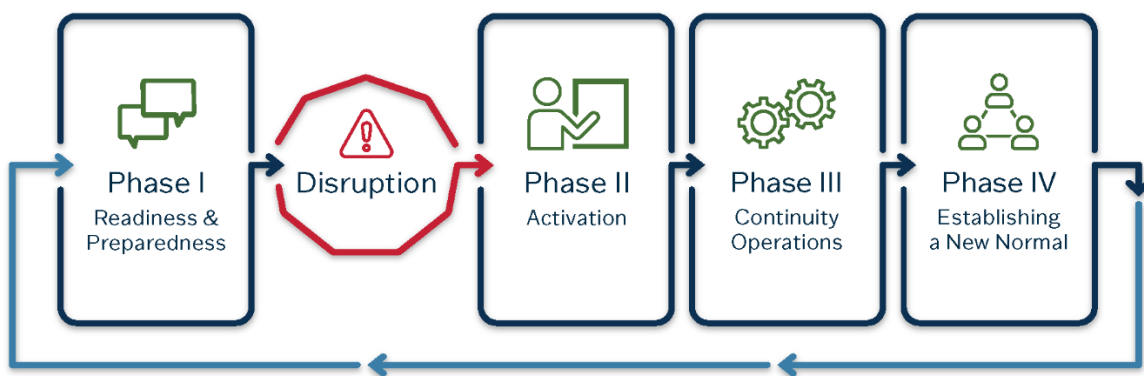 Phase I
Readiness &
Preparedness
Disruption
Phase II
Activation
Phase III
Continuity
Operations
Phase IV
Establishing
a New Normal